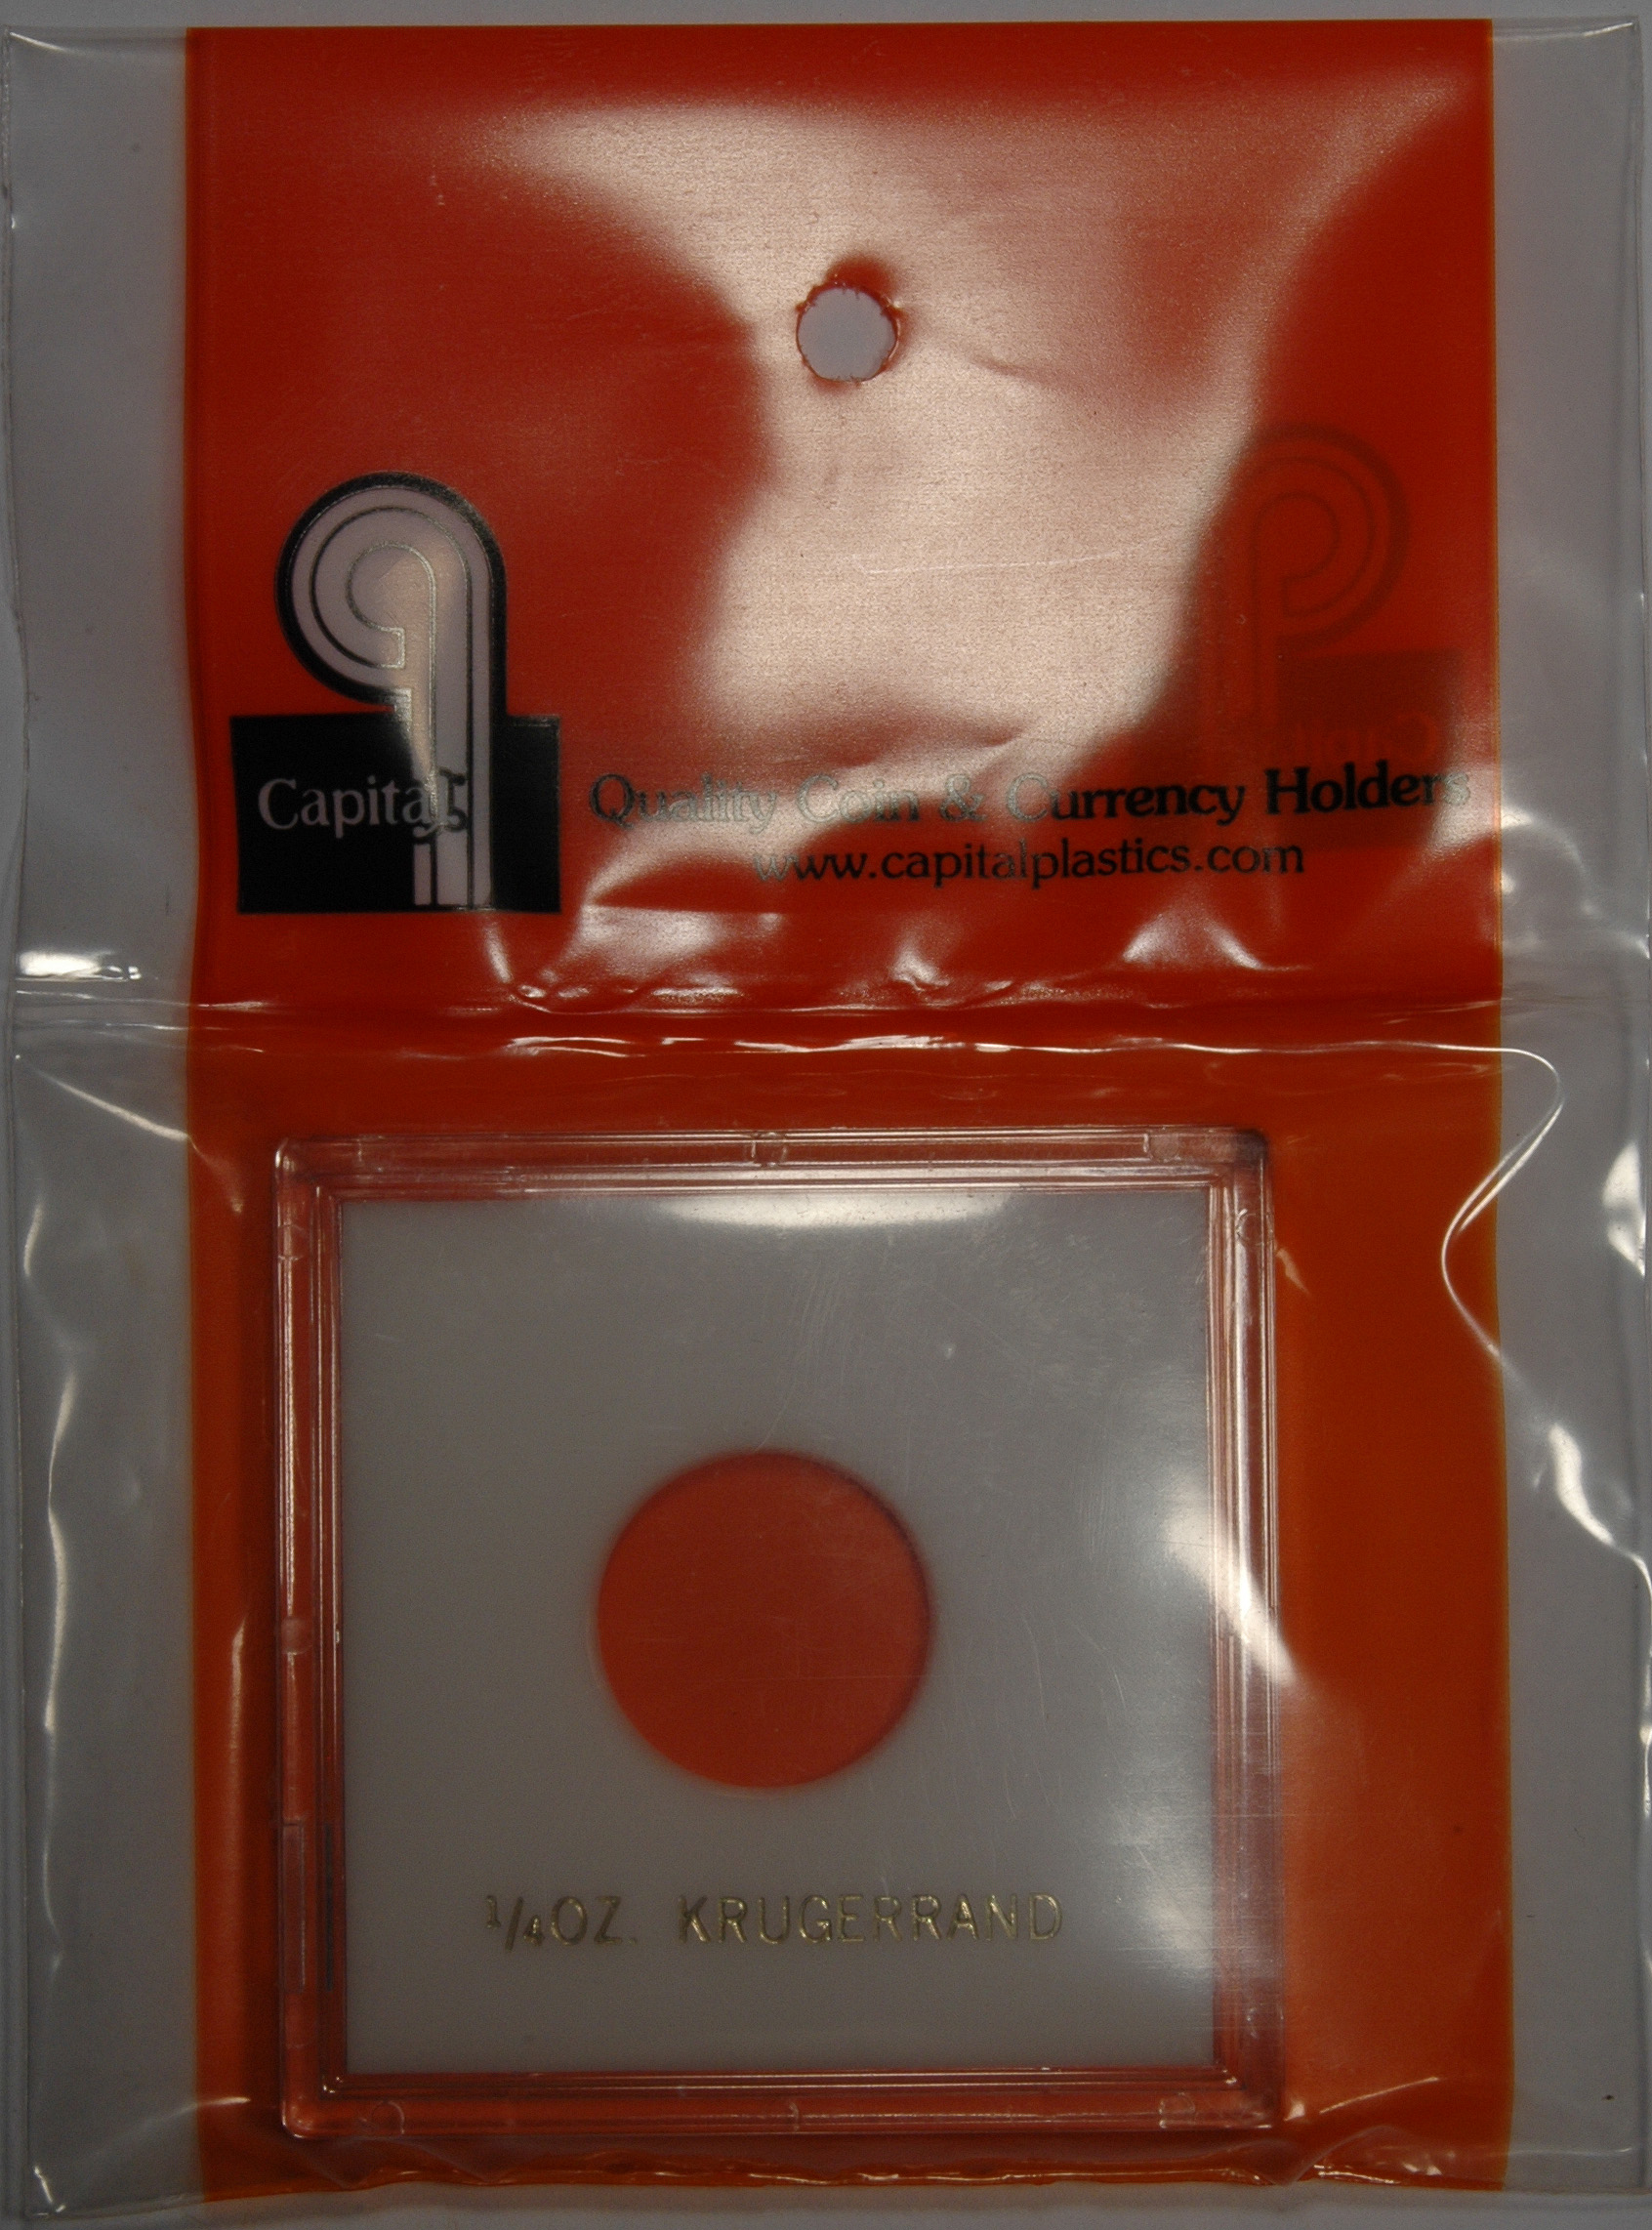 Capital
Quality Coin & Currency Holders
www.capitalplastics.com
1/4OZ. KRUGERRAND